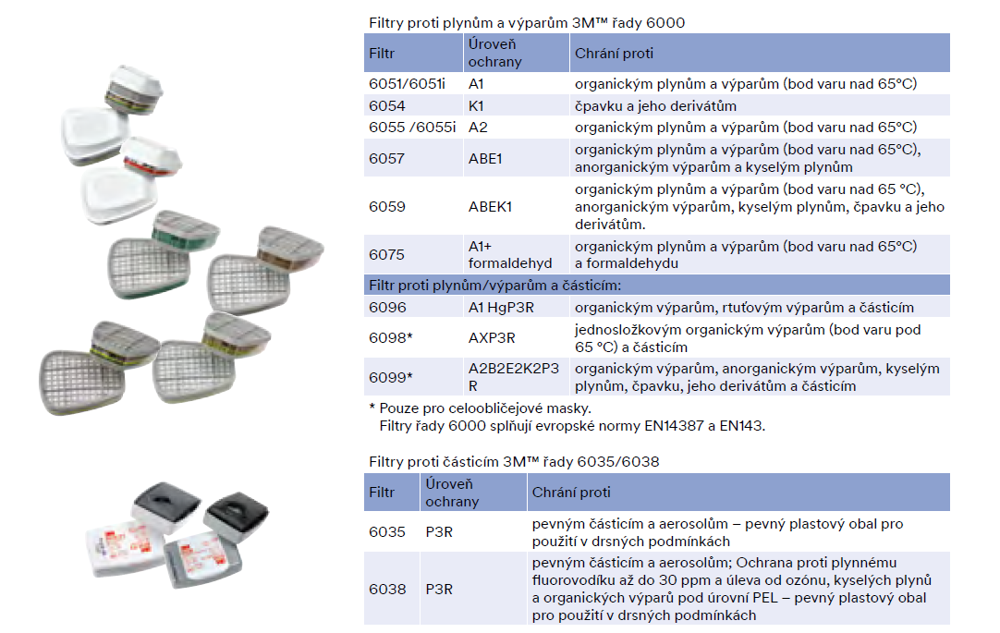 Filtry proti plynům a výparům 3M™ řady 6000
Filtr Úroveň ochrany Chrání proti
6051/6051i A1 organickým plynům a výparům (bod varu nad 65°C)
6054 K1 čpavku a jeho derivátům
6055 /6055i A2 organickým plynům a výparům (bod varu nad 65°C)
6057 ABE1 organickým plynům a výparům (bod varu nad 65°C),
anorganickým výparům a kyselým plynům
6059 ABEK1 organickým plynům a výparům (bod varu nad 65 °C),
anorganickým výparům, kyselým plynům, čpavku a jeho
derivátům.
6075 A1+ formaldehyd organickým plynům a výparům (bod varu nad 65°C)
a formaldehydu
Filtr proti plynům/výparům a částicím:
6096 A1 HgP3R organickým výparům, rtuťovým výparům a částicím
6098* AXP3R jednosložkovým organickým výparům (bod varu pod
65 °C) a částicím
6099* A2B2E2K2P3 R organickým výparům, anorganickým výparům, kyselým
plynům, čpavku, jeho derivátům a částicím
* Pouze pro celoobličejové masky.
Filtry řady 6000 splňují evropské normy EN14387 a EN143.
Filtry proti částicím 3M™ řady 6035/6038
Filtr Úroveň ochrany Chrání proti
6035 P3R pevným částicím a aerosolům – pevný plastový obal pro
použití v drsných podmínkách
6038 P3R pevným částicím a aerosolům; Ochrana proti plynnému
fluorovodíku až do 30 ppm a úleva od ozónu, kyselých plynů
a organických výparů pod úrovní PEL – pevný plastový obal
pro použití v drsných podmínkách